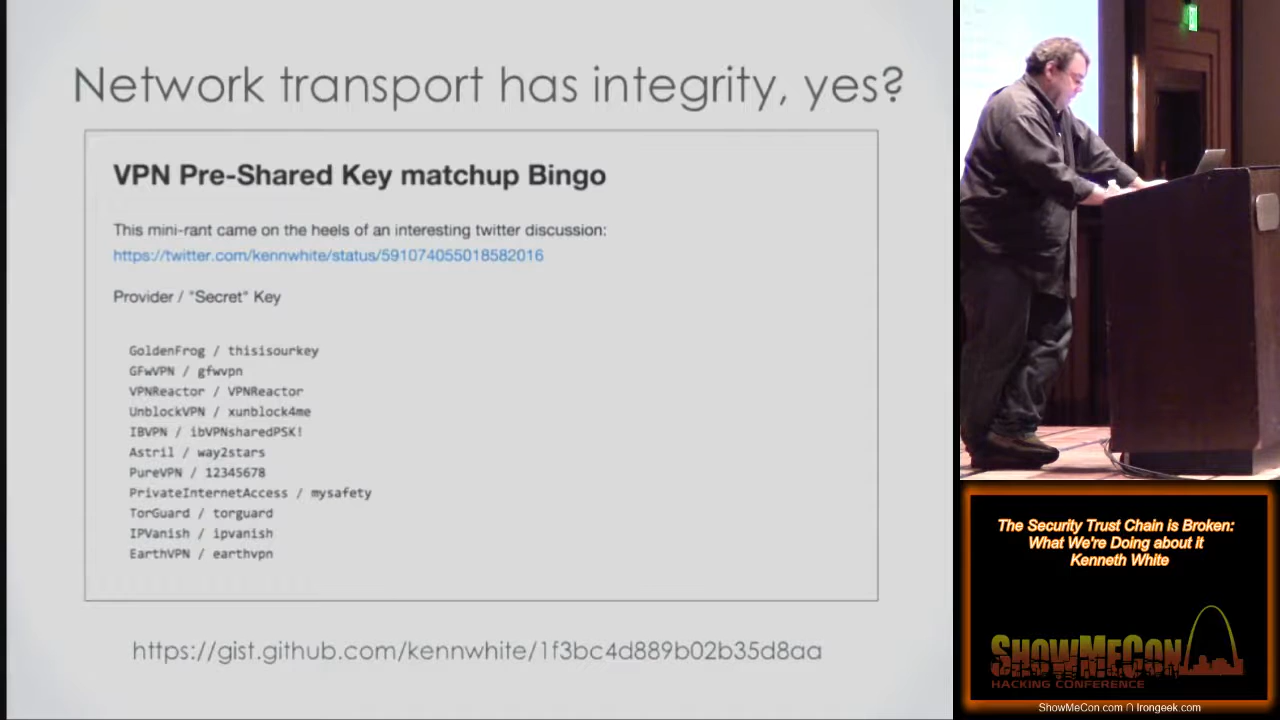 Network transport has integrity, yes?
VPN Pre-Shared Key matchup Bingo
This mini-rant came on the heels of an interesting twitter discussion:
https://twitter.com/kennwhite/status/591074055018582016
Provider / "Secret" Key
GoldenFrog / thisisourkey
GFwVPN / gfwvpn
VPNReactor / VPNReactor
UnblockVPN / xunblock4me
IBVPN / ibVPNsharedPSK!
Astril / way2stars
PureVPN / 12345678
PrivateInternetAccess / mysafety
TorGuard / torguard
IPVanish / ipvanish
EarthVPN / earthvpn
https://gist.github.com/kennwhite/1f3bc4d889b02b35d8aa
The Security Trust Chain is Broken:
What We're Doing about it
Kenneth White
SHOWMECON
HACKING CONFERENCE
ShowMeCon.com ∩ Irongeek.com